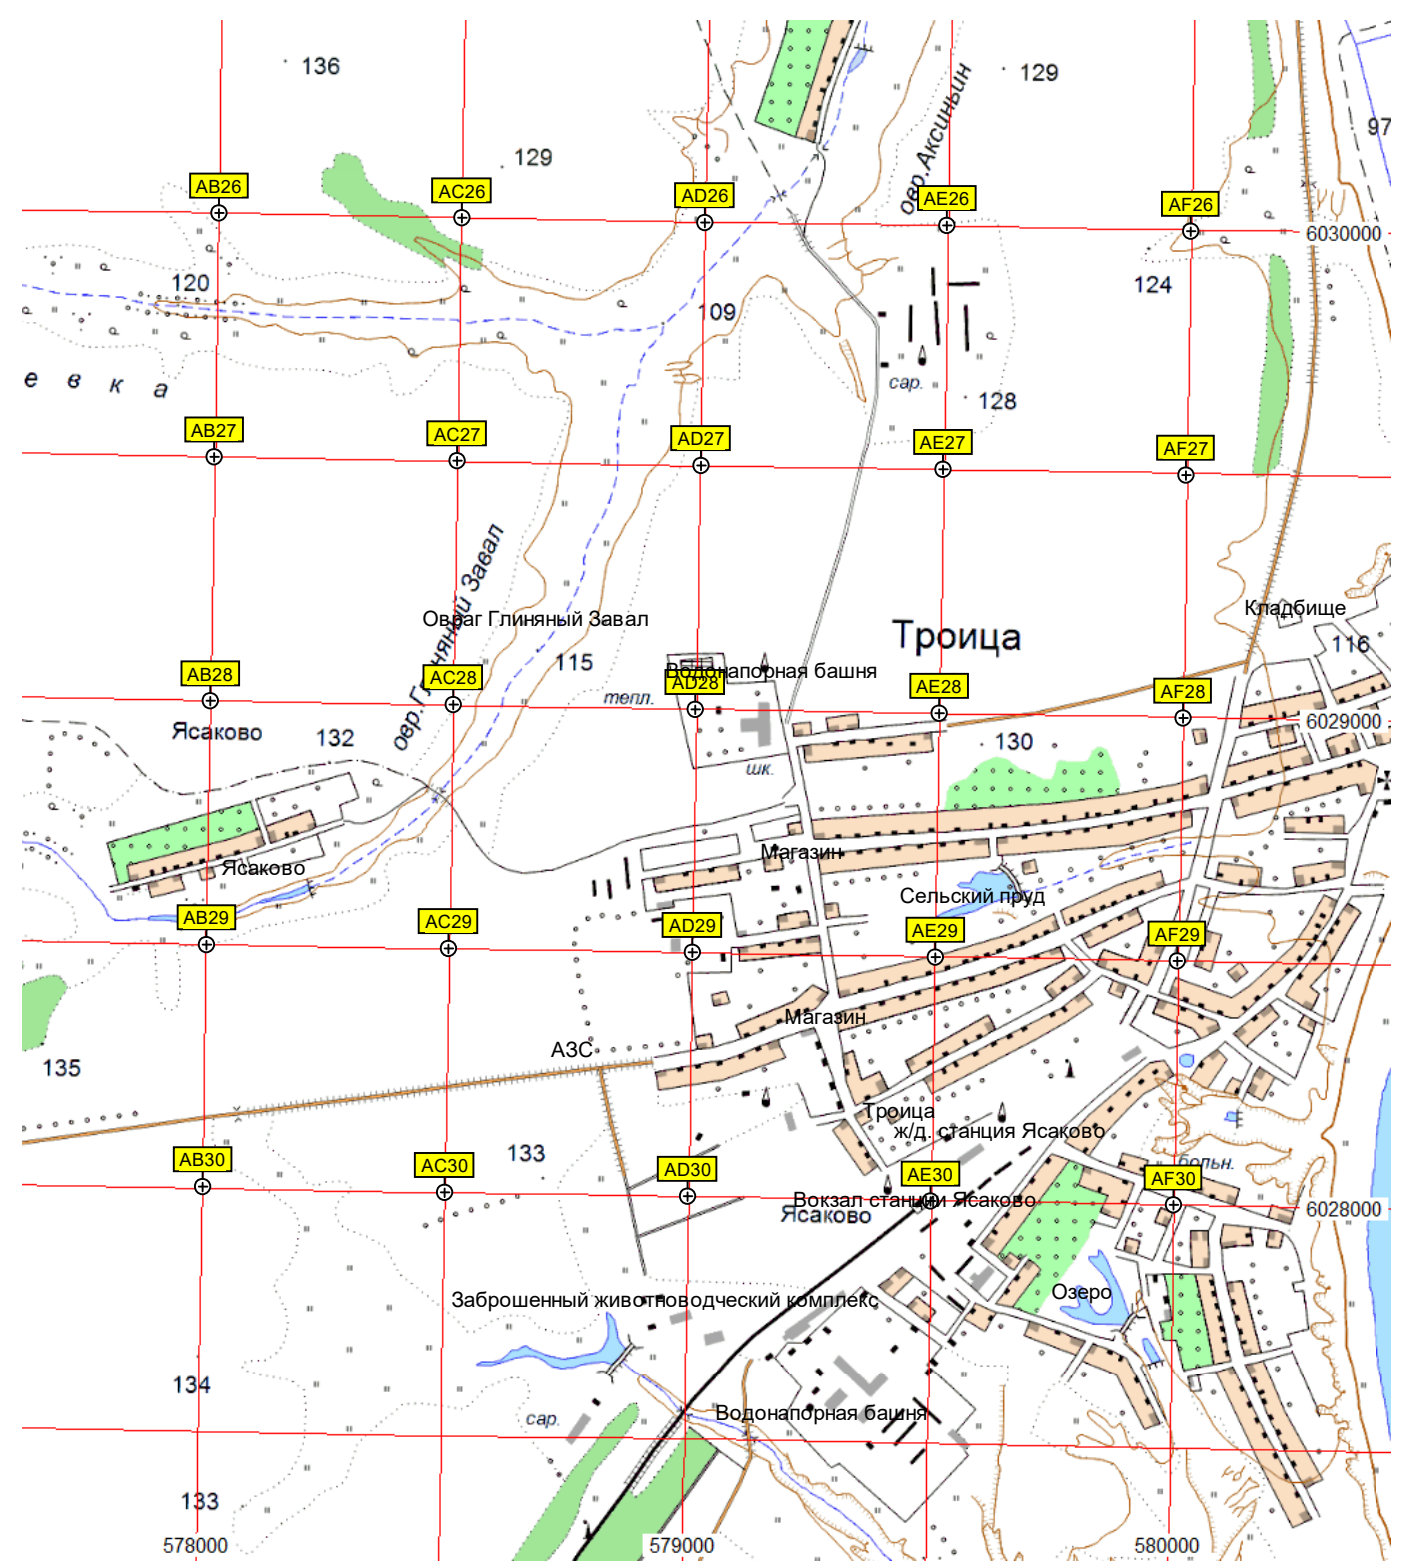 136
129
129
97
овр.Аксиньин
AB26
AC26
AD26
AE26
AF26
6030000
120
109
124
е в к а
сар.
128
AB27
AC27
AD27
AE27
AF27
овр.Глиняный Завал
Овраг Глиняный Завал
Троица
Кладбище
116
115
Водонапорная башня
AB28
AC28
AD28
AE28
AF28
тепл.
6029000
Ясаково
132
130
шк.
Магазин
Ясаково
Сельский пруд
AB29
AC29
AD29
AE29
AF29
Магазин
АЗС
135
Троица
ж/д. станция Ясаково
133
больн.
AB30
AC30
AD30
AE30
AF30
Вокзал станции Ясаково
Ясаково
6028000
Озеро
Заброшенный животноводческий комплекс
134
сар.
Водонапорная башня
133
578000
579000
580000